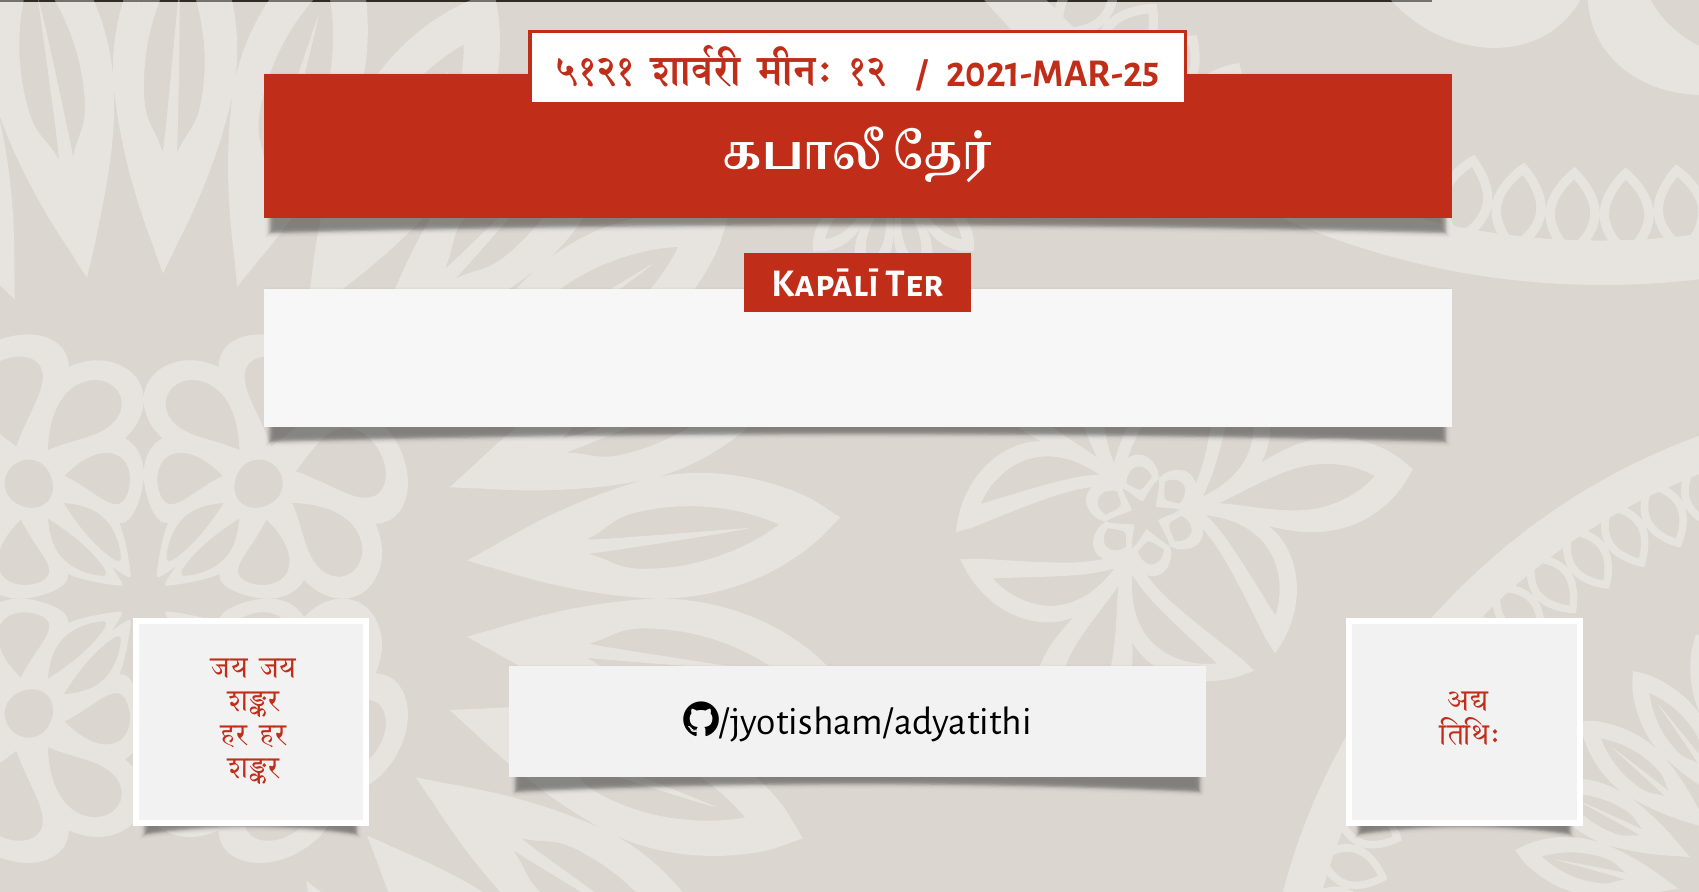 ५१२१ शार्वरी मीनः १२ / 2021-MAR-25
கபாலீ தேர்
Kapālī Ter
जय जय
शङ्कर
हर हर
शङ्कर
/jyotisham/adyatithi
अद्य
तिथिः